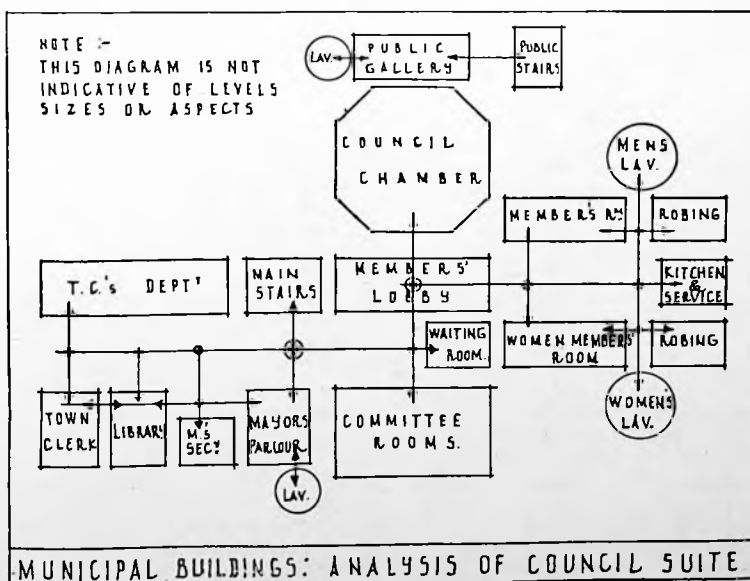 NOTE :-
THIS DIAGRAM IS NOT
INDICATIVE OF LEVELS
SIZES OR ASPECTS
LAV.
PUBLIC
GALLERY
PUBLIC
STAIRS
COUNCIL
CHAMBER
MENS
LAV.
MEMBERS' RM
ROBING
T.C.'s DEPT
MAIN
STAIRS
MEMBERS'
LOBBY
KITCHEN
&
SERVICE
WAITING
ROOM.
WOMEN MEMBERS'
ROOM
ROBING
TOWN
CLERK
LIBRARY
M.'S
SECY
MAYORS
PARLOUR
COMMITTEE
ROOMS.
WOMENS
LAV.
LAV.
MUNICIPAL BUILDINGS: ANALYSIS OF COUNCIL SUITE